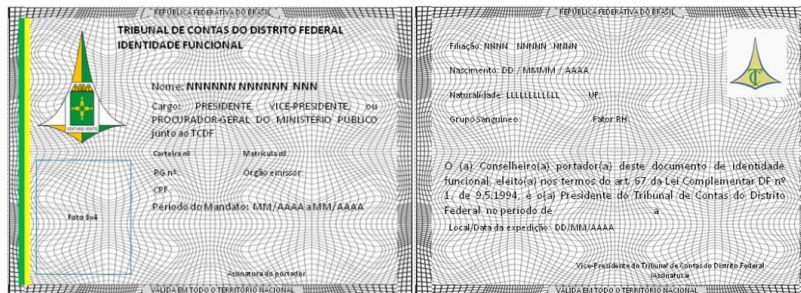 REPÚBLICA FEDERATIVA DO BRASIL
TRIBUNAL DE CONTAS DO DISTRITO FEDERAL
IDENTIDADE FUNCIONAL
Nome: NNNNNN NNNNNN NNN
Cargo: PRESIDENTE, VICE-PRESIDENTE, ou
PROCURADOR-GERAL DO MINISTÉRIO PÚBLICO
junto ao TCDF
Carteira nº Matrícula nº
RG nº Órgão emissor
CPF
Período do Mandato: MM/AAAA a MM/AAAA
Foto 3x4
Assinatura do portador
VÁLIDA EM TODO O TERRITÓRIO NACIONAL
REPÚBLICA FEDERATIVA DO BRASIL
Filiação: NNNN NNNNN NNNN
Nascimento: DD / MMMM / AAAA
Naturalidade: LLLLLLLLLLLL UF:
Grupo Sanguíneo: Fator RH:
TC
O (a) Conselheiro(a) portador(a) deste documento de identidade
funcional, eleito(a) nos termos do art. 67 da Lei Complementar DF nº
1, de 9.5.1994, é o(a) Presidente do Tribunal de Contas do Distrito
Federal no período de a
Local/Data da expedição: DD/MM/AAAA
Vice-Presidente do Tribunal de Contas do Distrito Federal
(Assinatura)
VÁLIDA EM TODO O TERRITÓRIO NACIONAL